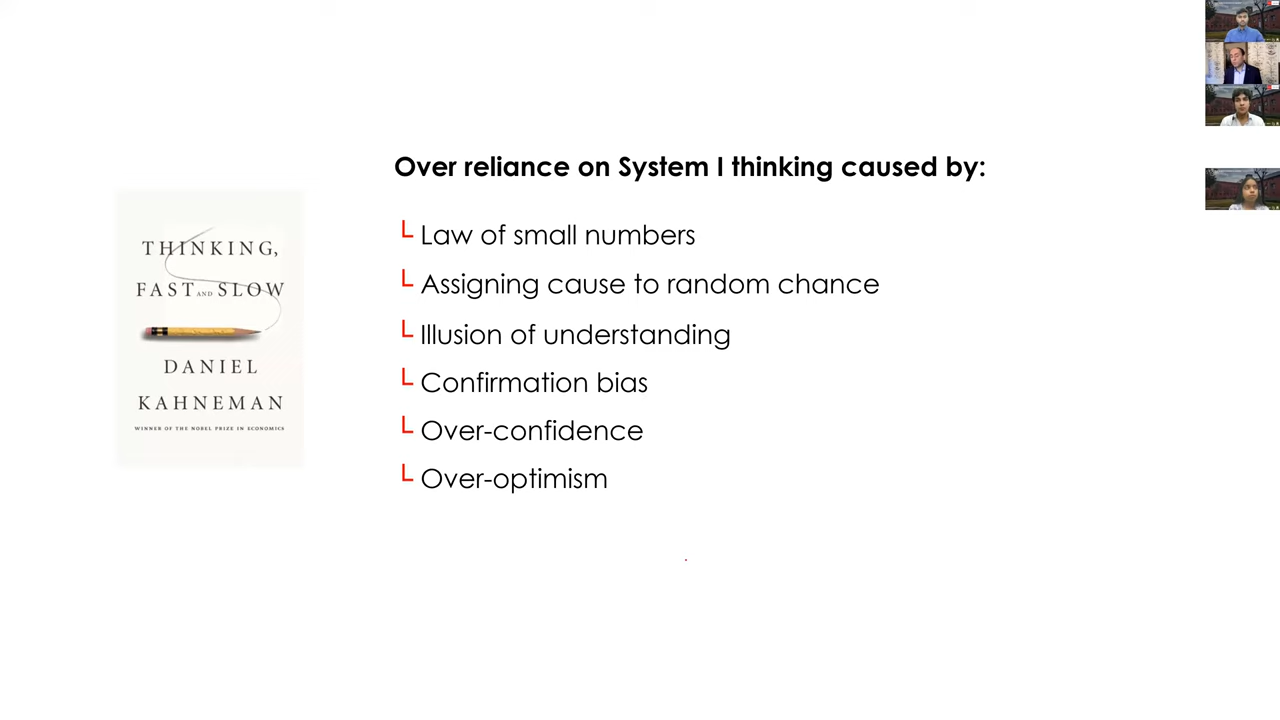 Over reliance on System I thinking caused by:
Law of small numbers
Assigning cause to random chance
Illusion of understanding
Confirmation bias
Over-confidence
Over-optimism
THINKING,
FAST AND SLOW
DANIEL
KAHNEMAN
WINNER OF THE NOBEL PRIZE IN ECONOMICS